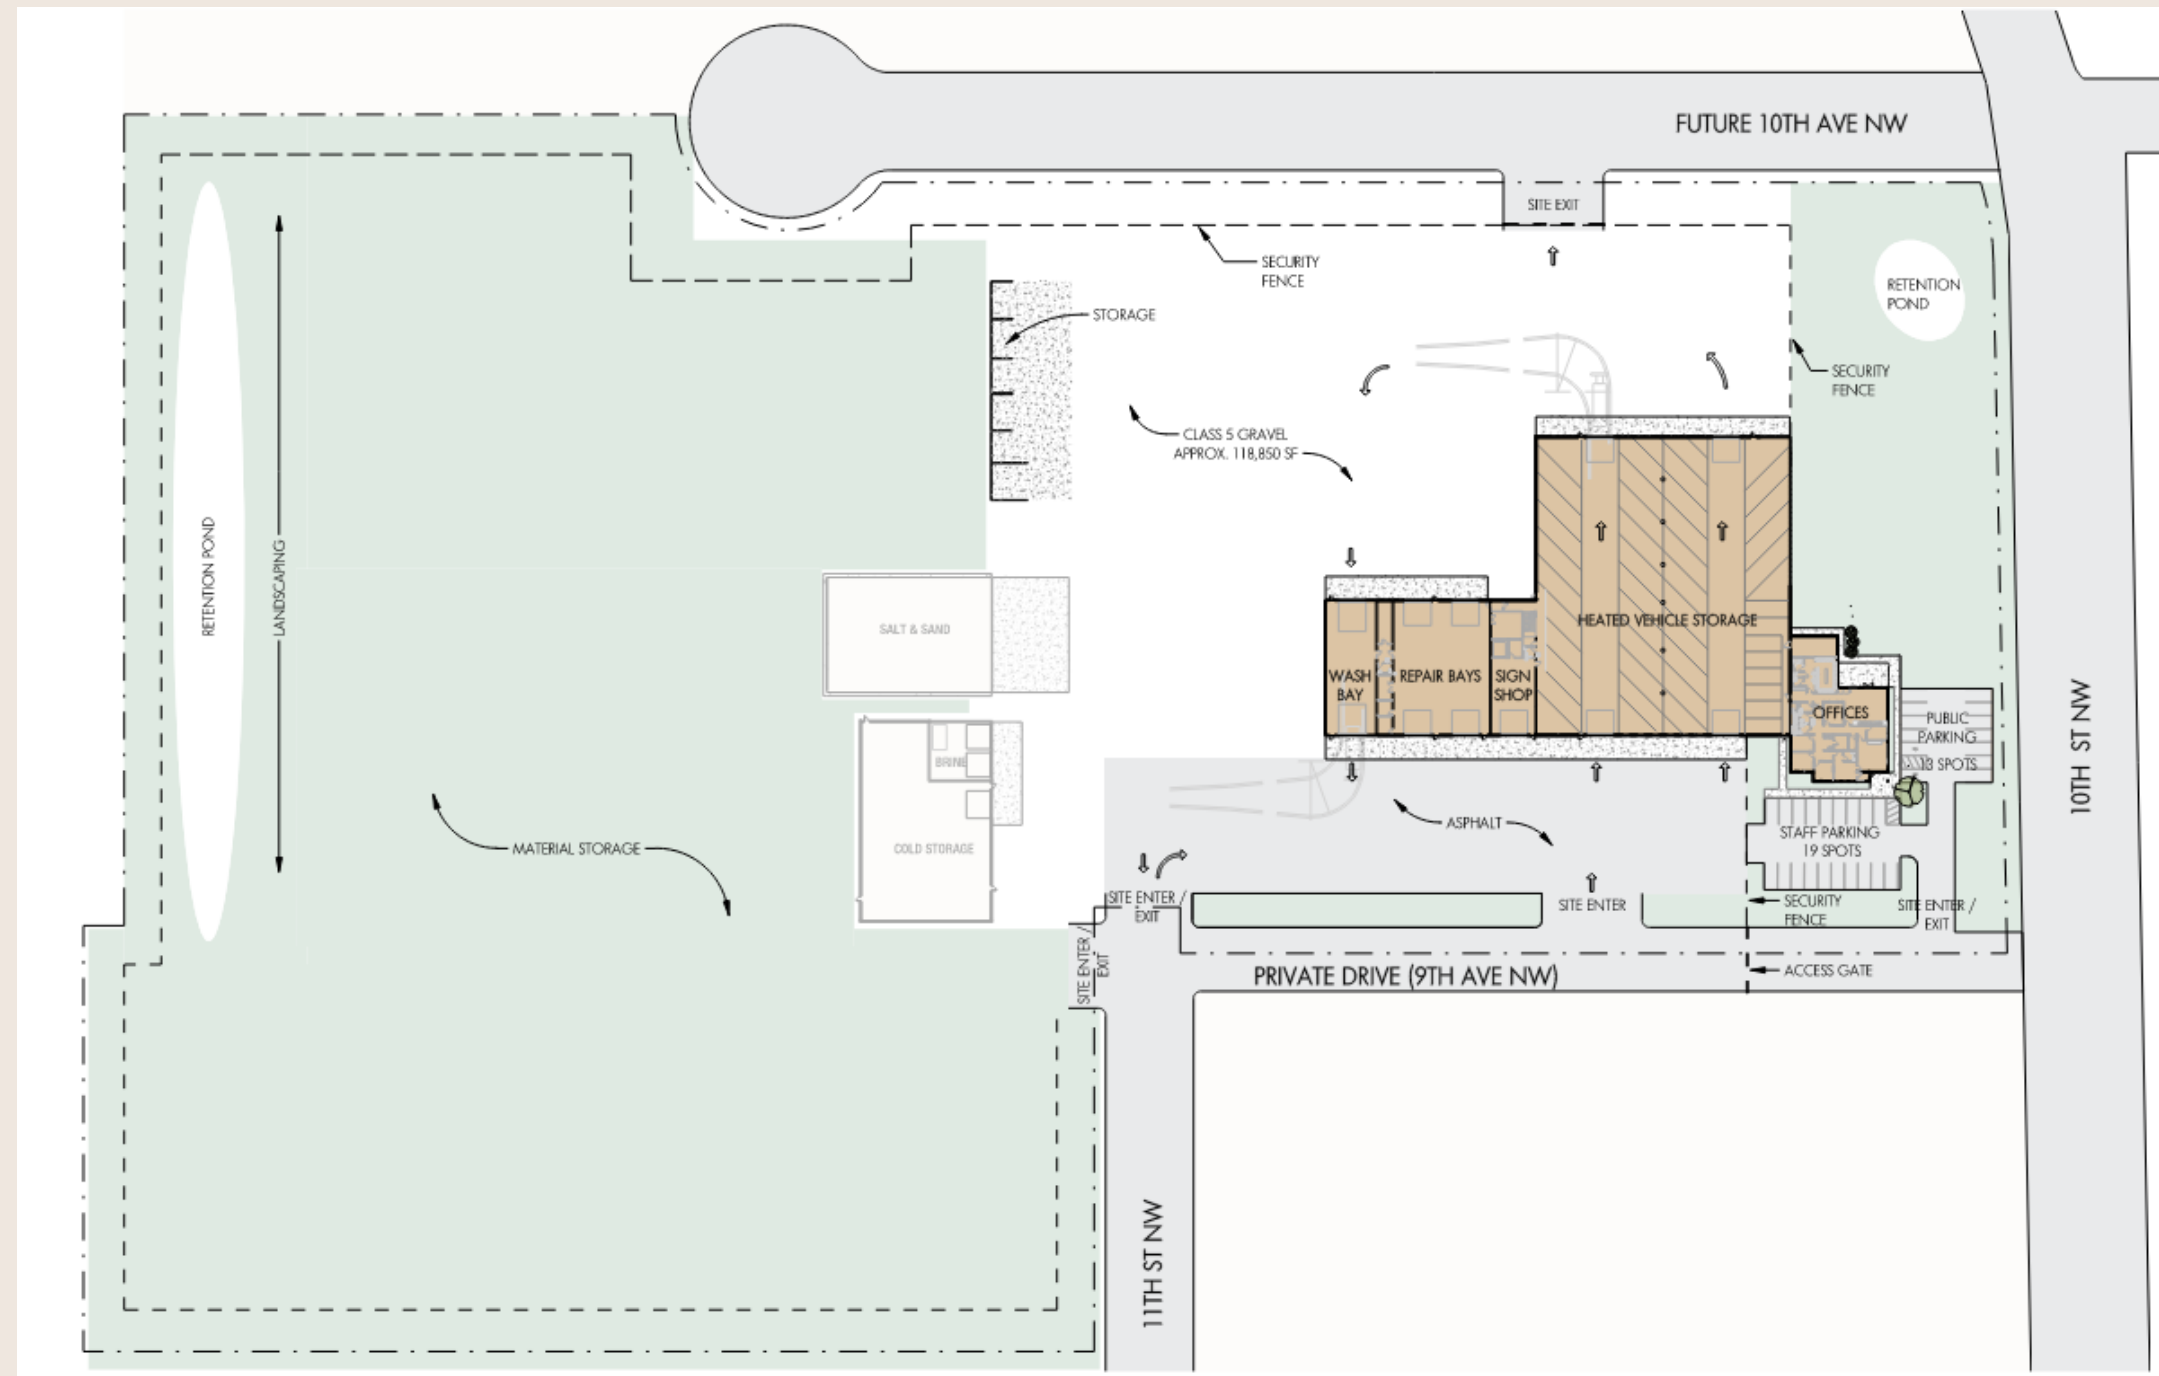 FUTURE 10TH AVE NW
SITE EXIT
SECURITY
FENCE
RETENTION
POND
STORAGE
SECURITY
FENCE
CLASS 5 GRAVEL
APPROX. 118,850 SF
RETENTION POND
LANDSCAPING
SALT & SAND
HEATED VEHICLE STORAGE
WASH
BAY
REPAIR BAYS
SIGN
SHOP
OFFICES
PUBLIC
PARKING
13 SPOTS
10TH ST NW
BRINE
COLD STORAGE
MATERIAL STORAGE
ASPHALT
STAFF PARKING
19 SPOTS
SITE ENTER /
EXIT
SITE ENTER
SECURITY
FENCE
SITE ENTER /
EXIT
SITE ENTER /
EXIT
PRIVATE DRIVE (9TH AVE NW)
ACCESS GATE
11TH ST NW